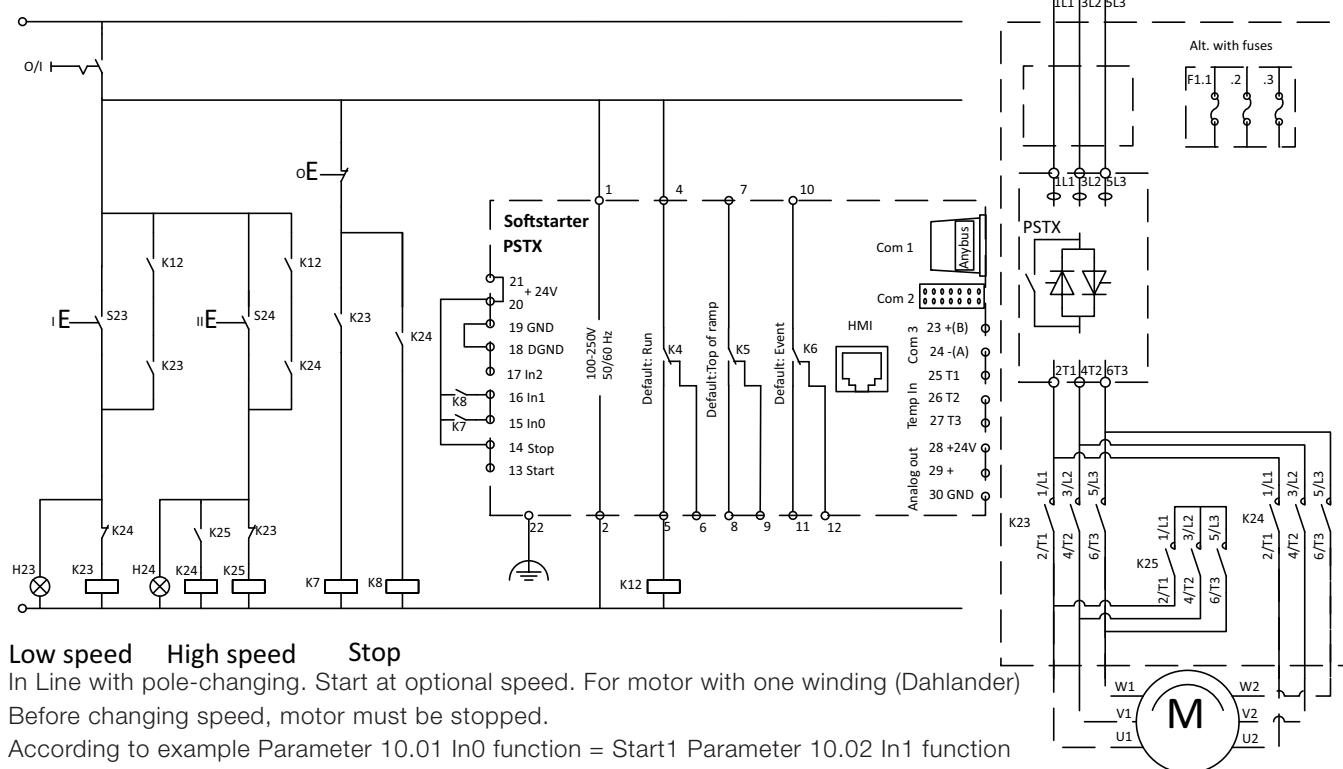 1L1 3L2 5L3
Alt. with fuses
F1.1 .2 .3
O/I
OE
1 4 7 10
1L1 3L2 5L3
Softstarter
PSTX
PSTX
K12 K12
21
+ 24V
20
19 GND
18 DGND
17 In2
16 In1
15 In0
14 Stop
13 Start
K8
K7
100-250V
50/60 Hz
Default: Run
K4
Default:Top of ramp
K5
Default: Event
K6
Com 1
Anybus
Com 2
HMI
Com 3
23 +(B)
24 -(A)
Temp In
25 T1
26 T2
27 T3
Analog out
28 +24V
29 +
30 GND
I E S23 II E S24
K23 K24
K23 K24
2T1 4T2 6T3
22 2 5 6 8 9 11 12
K24 K25 K23
H23 K23 H24 K24 K25 K7 K8 K12
K23
1/L1 3/L2 5/L3
2/T1 4/T2 6/T3
K25
1/L1 3/L2 5/L3
2/T1 4/T2 6/T3
K24
1/L1 3/L2 5/L3
2/T1 4/T2 6/T3
Low speed High speed Stop
In Line with pole-changing. Start at optional speed. For motor with one winding (Dahlander)
Before changing speed, motor must be stopped.
According to example Parameter 10.01 In0 function = Start1 Parameter 10.02 In1 function
W1 W2
V1 M V2
U1 U2